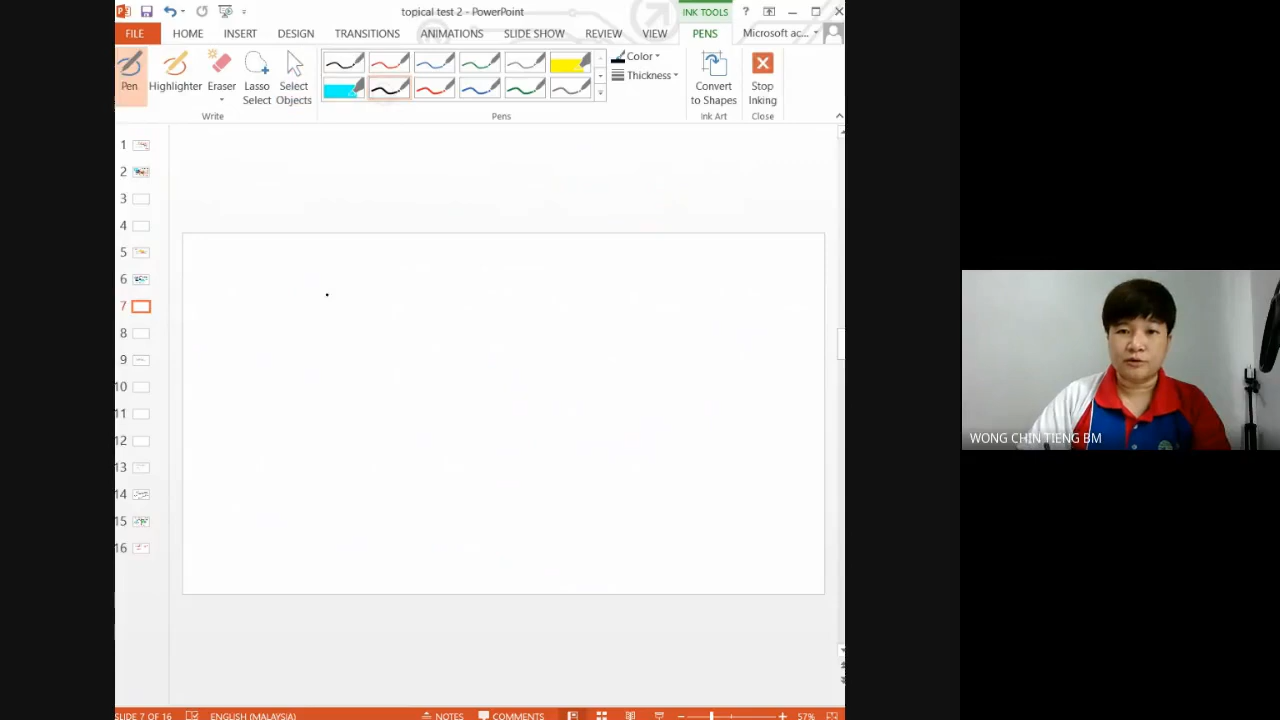 topical test 2 - PowerPoint
INK TOOLS
?
FILE
HOME
INSERT
DESIGN
TRANSITIONS
ANIMATIONS
SLIDE SHOW
REVIEW
VIEW
PENS
Microsoft ac...
Pen
Highlighter
Eraser
Lasso
Select
Select
Objects
Color
Thickness
Convert
to Shapes
Stop
Inking
Write
Pens
Ink Art
Close
1
2
3
4
5
6
7
8
9
10
11
12
13
14
15
16
WONG CHIN TIENG BM
SLIDE 7 OF 16
ENGLISH (MALAYSIA)
NOTES
COMMENTS
57%